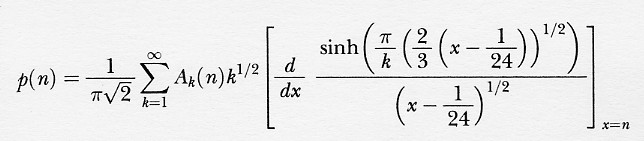 p(n) = \frac{1}{\pi\sqrt{2}} \sum_{k=1}^{\infty} A_k(n) k^{1/2} \left[ \frac{d}{dx} \frac{\sinh\left( \frac{\pi}{k} \left( \frac{2}{3} \left( x - \frac{1}{24} \right) \right)^{1/2} \right)}{\left( x - \frac{1}{24} \right)^{1/2}} \right]_{x=n}